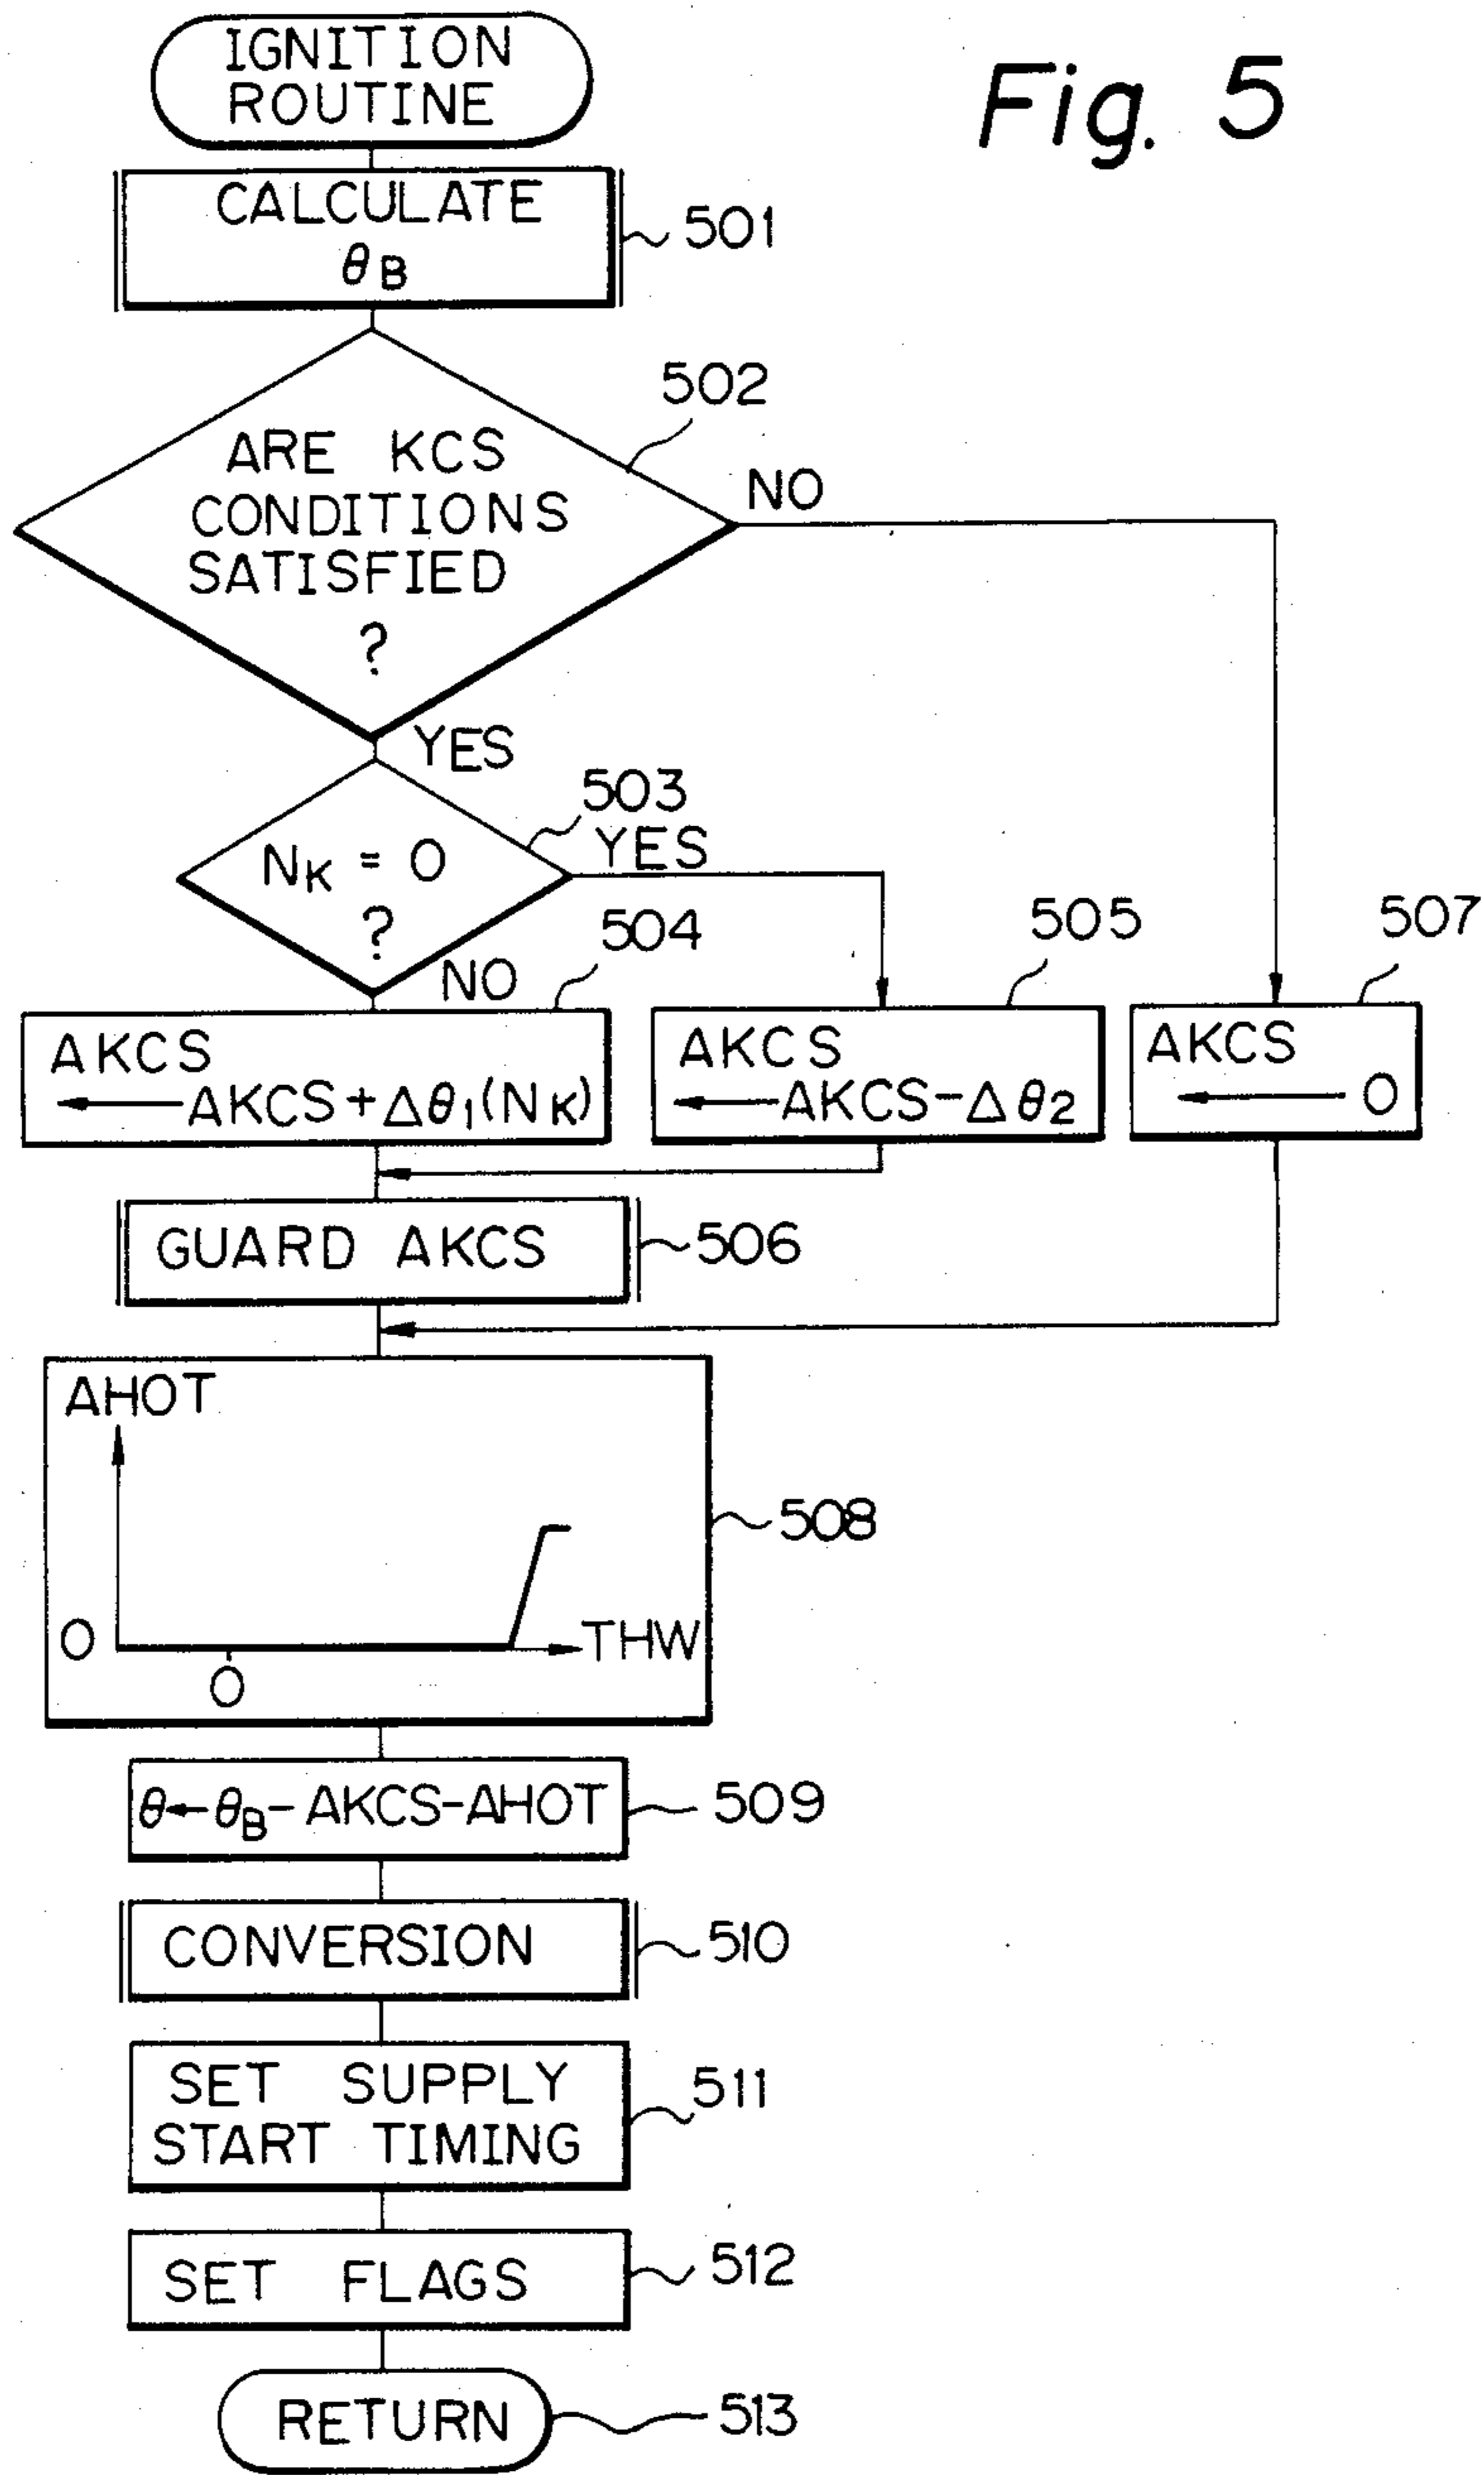 IGNITION
ROUTINE
Fig. 5
CALCULATE
θB
501
502
ARE KCS
CONDITIONS
SATISFIED
?
NO
YES
503
YES
NK = 0
?
NO
504
505
507
AKCS
←AKCS+Δθ1(NK)
AKCS
←AKCS-Δθ2
AKCS
← 0
GUARD AKCS
506
AHOT
508
0
THW
0
θ←θB-AKCS-AHOT
509
CONVERSION
510
SET SUPPLY
START TIMING
511
SET FLAGS
512
RETURN
513